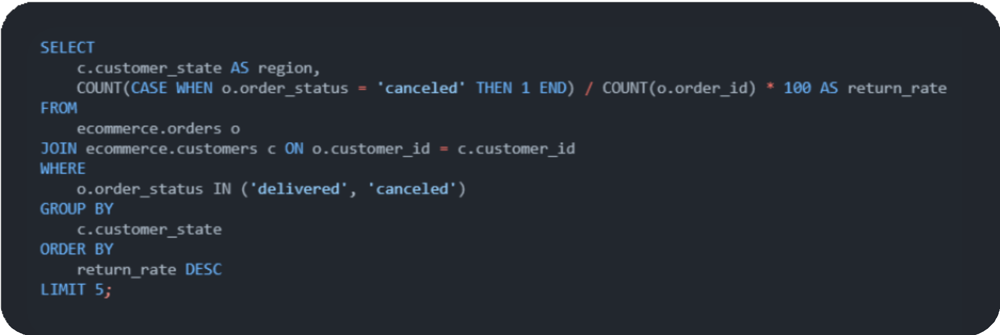 SELECT
    c.customer_state AS region,
    COUNT(CASE WHEN o.order_status = 'canceled' THEN 1 END) / COUNT(o.order_id) * 100 AS return_rate
FROM
    ecommerce.orders o
JOIN ecommerce.customers c ON o.customer_id = c.customer_id
WHERE
    o.order_status IN ('delivered', 'canceled')
GROUP BY
    c.customer_state
ORDER BY
    return_rate DESC
LIMIT 5;